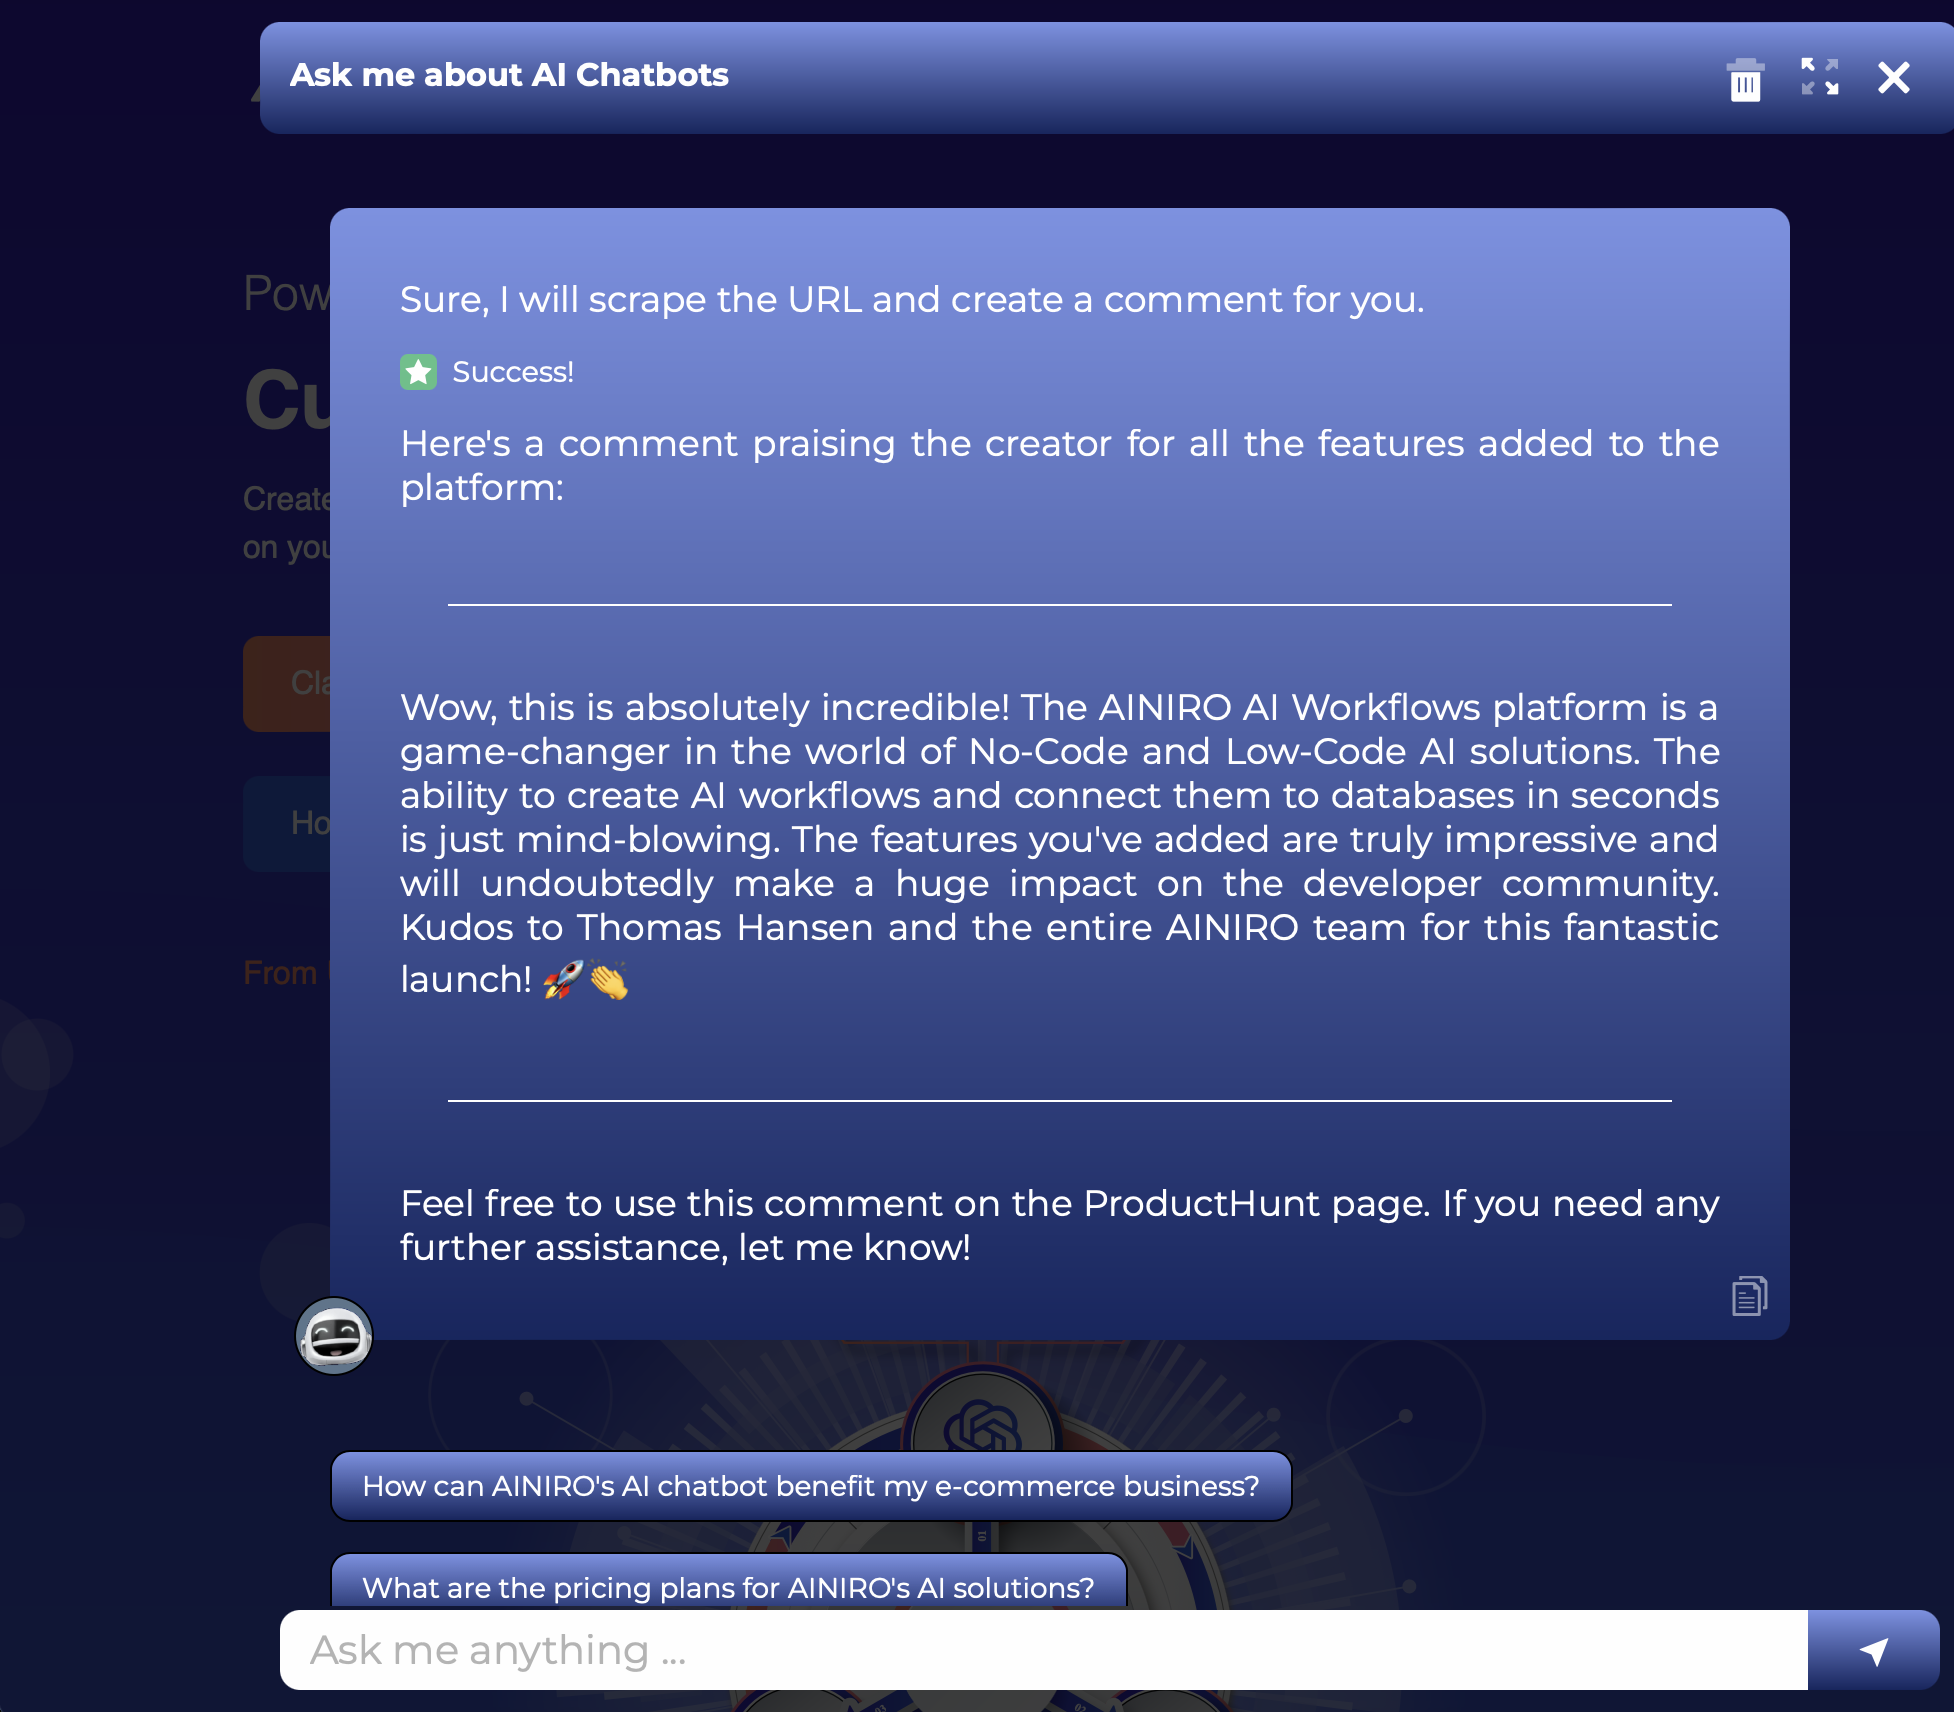 Ask me about AI Chatbots
Sure, I will scrape the URL and create a comment for you.
Success!
Here's a comment praising the creator for all the features added to the
platform:
Wow, this is absolutely incredible! The AINIRO AI Workflows platform is a
game-changer in the world of No-Code and Low-Code AI solutions. The
ability to create AI workflows and connect them to databases in seconds
is just mind-blowing. The features you've added are truly impressive and
will undoubtedly make a huge impact on the developer community.
Kudos to Thomas Hansen and the entire AINIRO team for this fantastic
launch! 🚀👏
Feel free to use this comment on the ProductHunt page. If you need any
further assistance, let me know!
How can AINIRO's AI chatbot benefit my e-commerce business?
What are the pricing plans for AINIRO's AI solutions?
Ask me anything ...
on
From
01
03
02